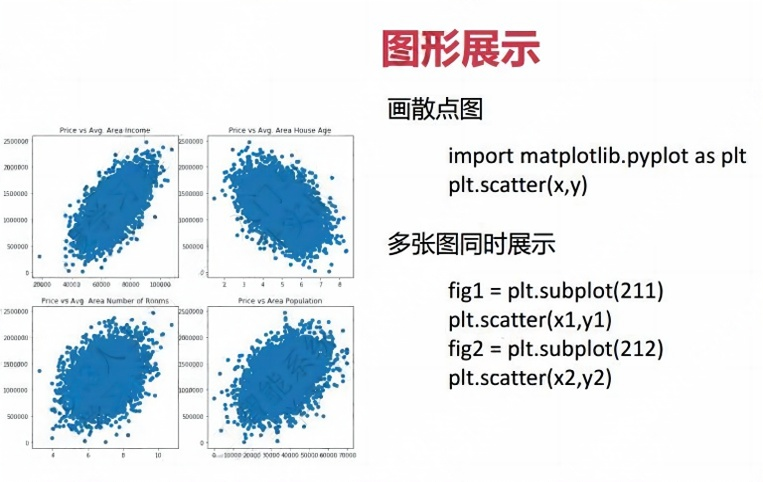 图形展示
画散点图
import matplotlib.pyplot as plt
plt.scatter(x,y)
多张图同时展示
fig1 = plt.subplot(211)
plt.scatter(x1,y1)
fig2 = plt.subplot(212)
plt.scatter(x2,y2)
Price vs Avg. Area Income
2500000
2000000
1500000
1000000
500000
0
20000 40000 60000 80000 100000
Price vs Avg. Area House Age
2500000
2000000
1500000
1000000
500000
0
2 3 4 5 6 7 8
Price vs Avg. Area Number of Rooms
2500000
2000000
1500000
1000000
500000
0
4 6 8 10
Price vs Area Population
2500000
2000000
1500000
1000000
500000
0
0 10000 20000 30000 40000 50000 60000 70000